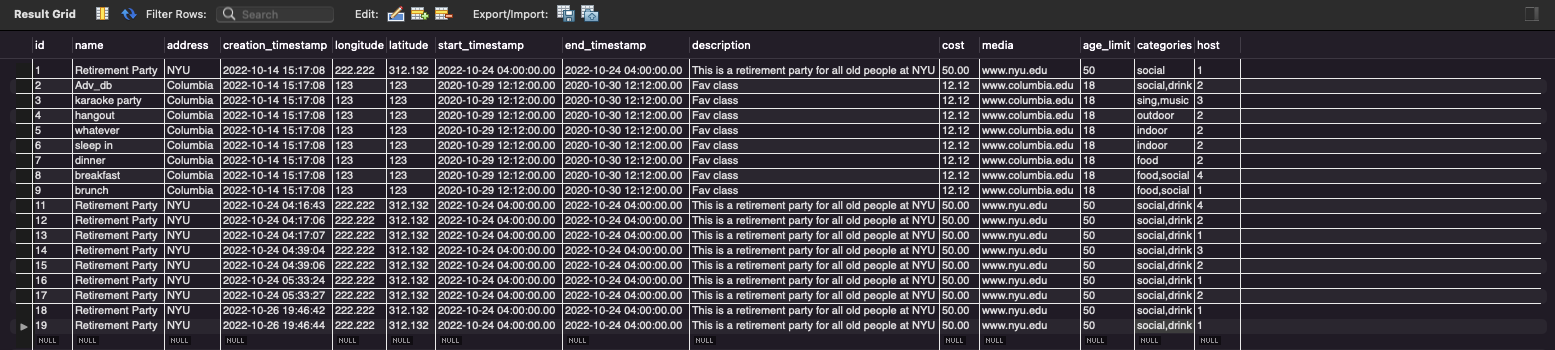 Result Grid Filter Rows: Search Edit: Export/Import:
id name address creation_timestamp longitude latitude start_timestamp end_timestamp description cost media age_limit categories host
1 Retirement Party NYU 2022-10-14 15:17:08 222.222 312.132 2022-10-24 04:00:00.00 2022-10-24 04:00:00.00 This is a retirement party for all old people at NYU 50.00 www.nyu.edu 50 social 1
2 Adv_db Columbia 2022-10-14 15:17:08 123 123 2020-10-29 12:12:00.00 2020-10-30 12:12:00.00 Fav class 12.12 www.columbia.edu 18 social,drink 2
3 karaoke party Columbia 2022-10-14 15:17:08 123 123 2020-10-29 12:12:00.00 2020-10-30 12:12:00.00 Fav class 12.12 www.columbia.edu 18 sing,music 3
4 hangout Columbia 2022-10-14 15:17:08 123 123 2020-10-29 12:12:00.00 2020-10-30 12:12:00.00 Fav class 12.12 www.columbia.edu 18 outdoor 2
5 whatever Columbia 2022-10-14 15:17:08 123 123 2020-10-29 12:12:00.00 2020-10-30 12:12:00.00 Fav class 12.12 www.columbia.edu 18 indoor 2
6 sleep in Columbia 2022-10-14 15:17:08 123 123 2020-10-29 12:12:00.00 2020-10-30 12:12:00.00 Fav class 12.12 www.columbia.edu 18 indoor 2
7 dinner Columbia 2022-10-14 15:17:08 123 123 2020-10-29 12:12:00.00 2020-10-30 12:12:00.00 Fav class 12.12 www.columbia.edu 18 food 2
8 breakfast Columbia 2022-10-14 15:17:08 123 123 2020-10-29 12:12:00.00 2020-10-30 12:12:00.00 Fav class 12.12 www.columbia.edu 18 food,social 4
9 brunch Columbia 2022-10-14 15:17:08 123 123 2020-10-29 12:12:00.00 2020-10-30 12:12:00.00 Fav class 12.12 www.columbia.edu 18 food,social 1
11 Retirement Party NYU 2022-10-24 04:16:43 222.222 312.132 2022-10-24 04:00:00.00 2022-10-24 04:00:00.00 This is a retirement party for all old people at NYU 50.00 www.nyu.edu 50 social,drink 4
12 Retirement Party NYU 2022-10-24 04:17:06 222.222 312.132 2022-10-24 04:00:00.00 2022-10-24 04:00:00.00 This is a retirement party for all old people at NYU 50.00 www.nyu.edu 50 social,drink 2
13 Retirement Party NYU 2022-10-24 04:17:07 222.222 312.132 2022-10-24 04:00:00.00 2022-10-24 04:00:00.00 This is a retirement party for all old people at NYU 50.00 www.nyu.edu 50 social,drink 1
14 Retirement Party NYU 2022-10-24 04:39:04 222.222 312.132 2022-10-24 04:00:00.00 2022-10-24 04:00:00.00 This is a retirement party for all old people at NYU 50.00 www.nyu.edu 50 social,drink 3
15 Retirement Party NYU 2022-10-24 04:39:06 222.222 312.132 2022-10-24 04:00:00.00 2022-10-24 04:00:00.00 This is a retirement party for all old people at NYU 50.00 www.nyu.edu 50 social,drink 2
16 Retirement Party NYU 2022-10-24 05:33:24 222.222 312.132 2022-10-24 04:00:00.00 2022-10-24 04:00:00.00 This is a retirement party for all old people at NYU 50.00 www.nyu.edu 50 social,drink 1
17 Retirement Party NYU 2022-10-24 05:33:27 222.222 312.132 2022-10-24 04:00:00.00 2022-10-24 04:00:00.00 This is a retirement party for all old people at NYU 50.00 www.nyu.edu 50 social,drink 2
18 Retirement Party NYU 2022-10-26 19:46:42 222.222 312.132 2022-10-24 04:00:00.00 2022-10-24 04:00:00.00 This is a retirement party for all old people at NYU 50.00 www.nyu.edu 50 social,drink 1
19 Retirement Party NYU 2022-10-26 19:46:44 222.222 312.132 2022-10-24 04:00:00.00 2022-10-24 04:00:00.00 This is a retirement party for all old people at NYU 50.00 www.nyu.edu 50 social,drink 1
NULL NULL NULL NULL NULL NULL NULL NULL NULL NULL NULL NULL NULL NULL